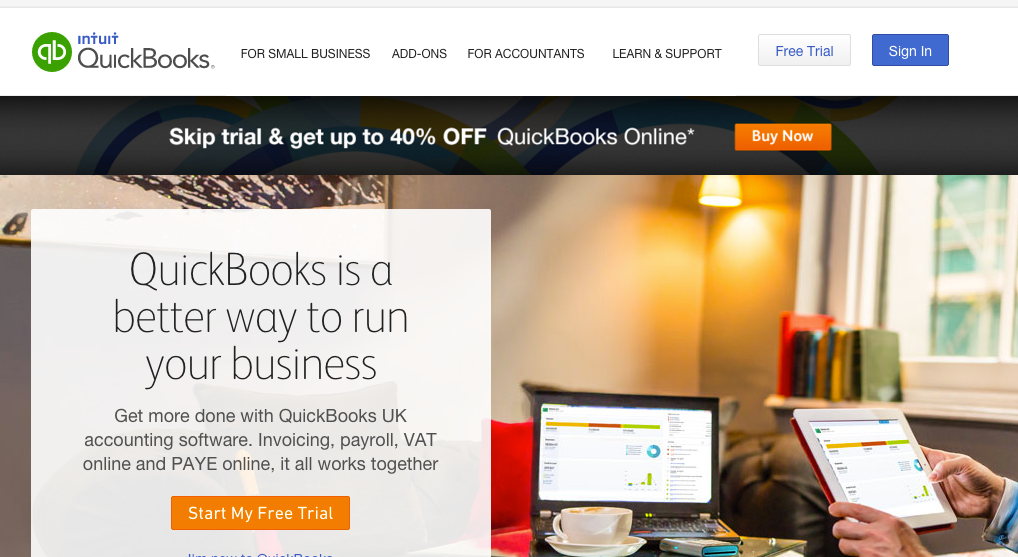 intuit
QuickBooks.
FOR SMALL BUSINESS
ADD-ONS
FOR ACCOUNTANTS
LEARN & SUPPORT
Free Trial
Sign In
Skip trial & get up to 40% OFF QuickBooks Online*
Buy Now
QuickBooks is a
better way to run
your business
Get more done with QuickBooks UK
accounting software. Invoicing, payroll, VAT
online and PAYE online, it all works together
Start My Free Trial
I'm new to QuickBooks